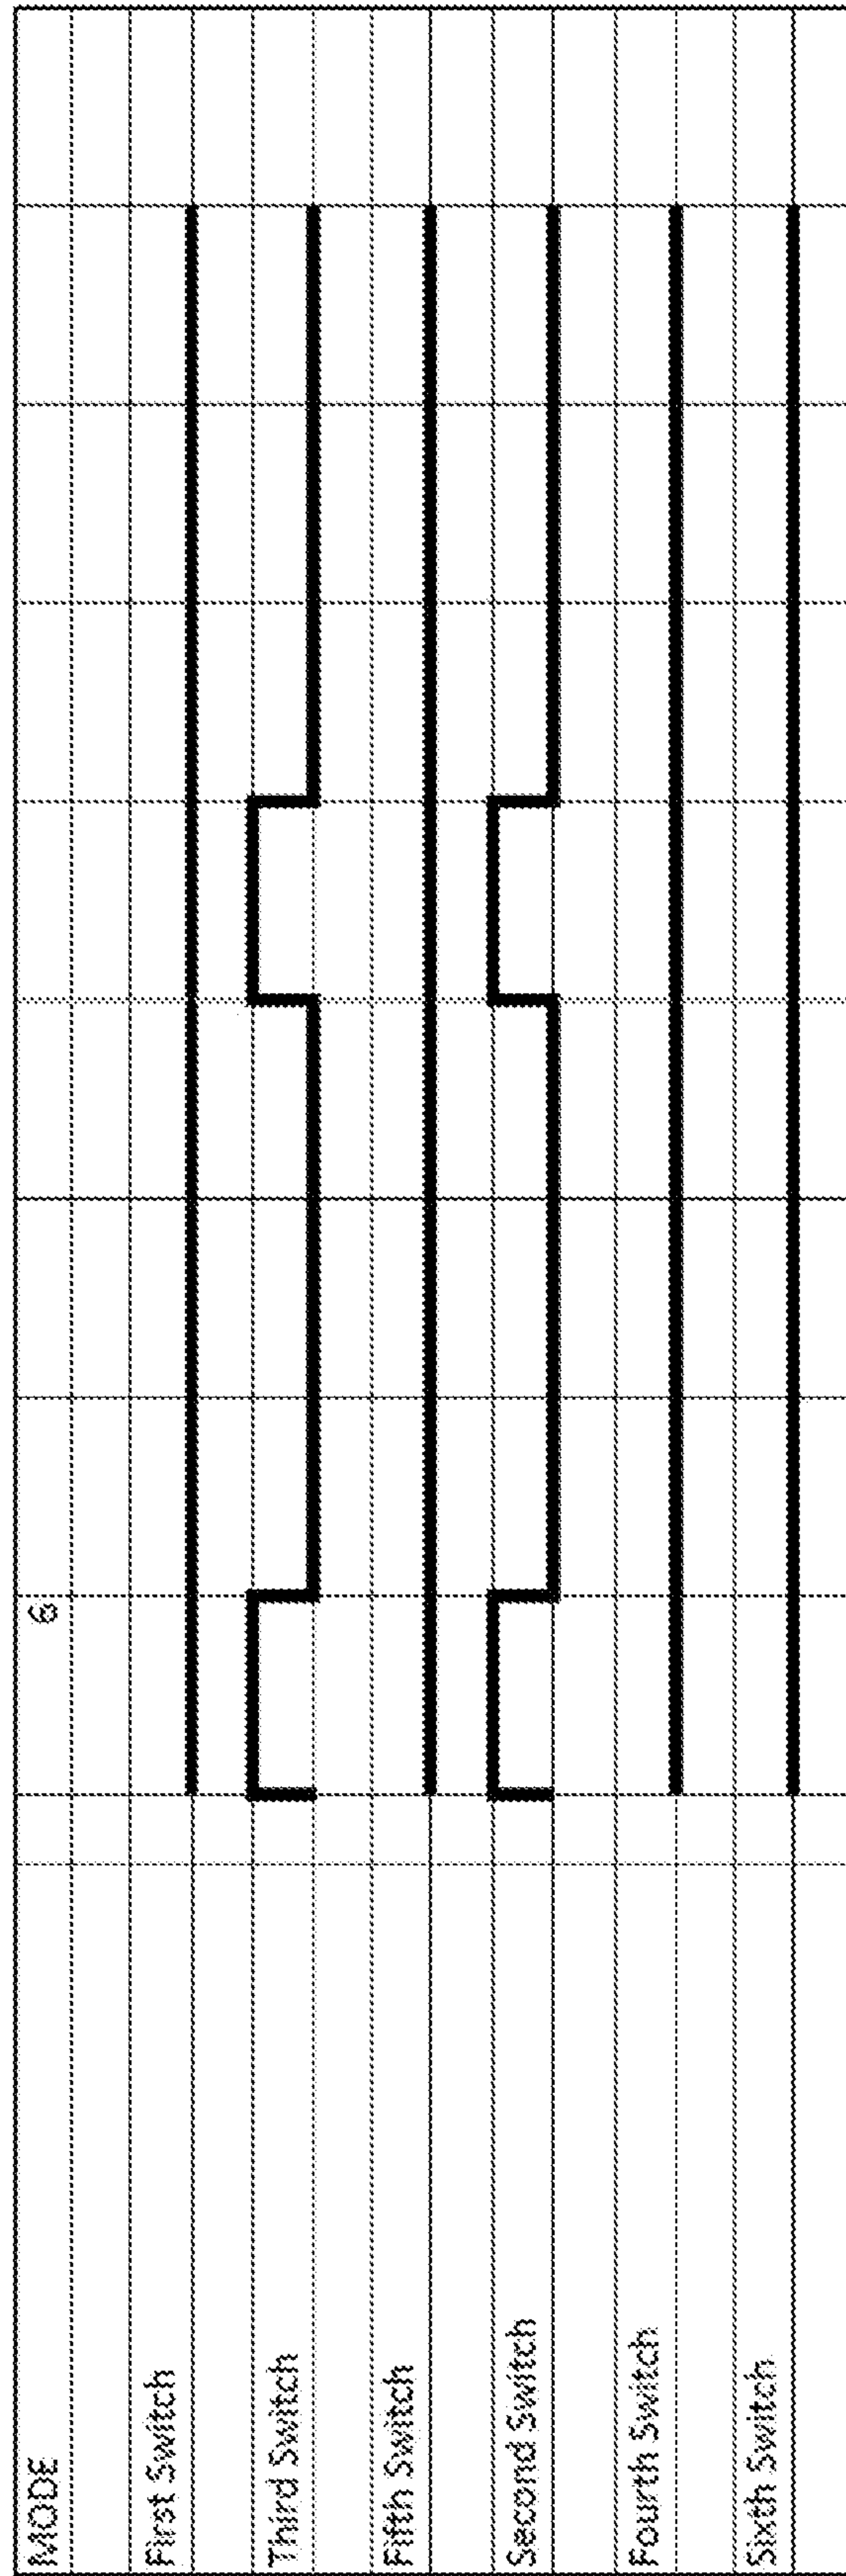 MODE 6
First Switch
Third Switch
Fifth Switch
Second Switch
Fourth Switch
Sixth Switch